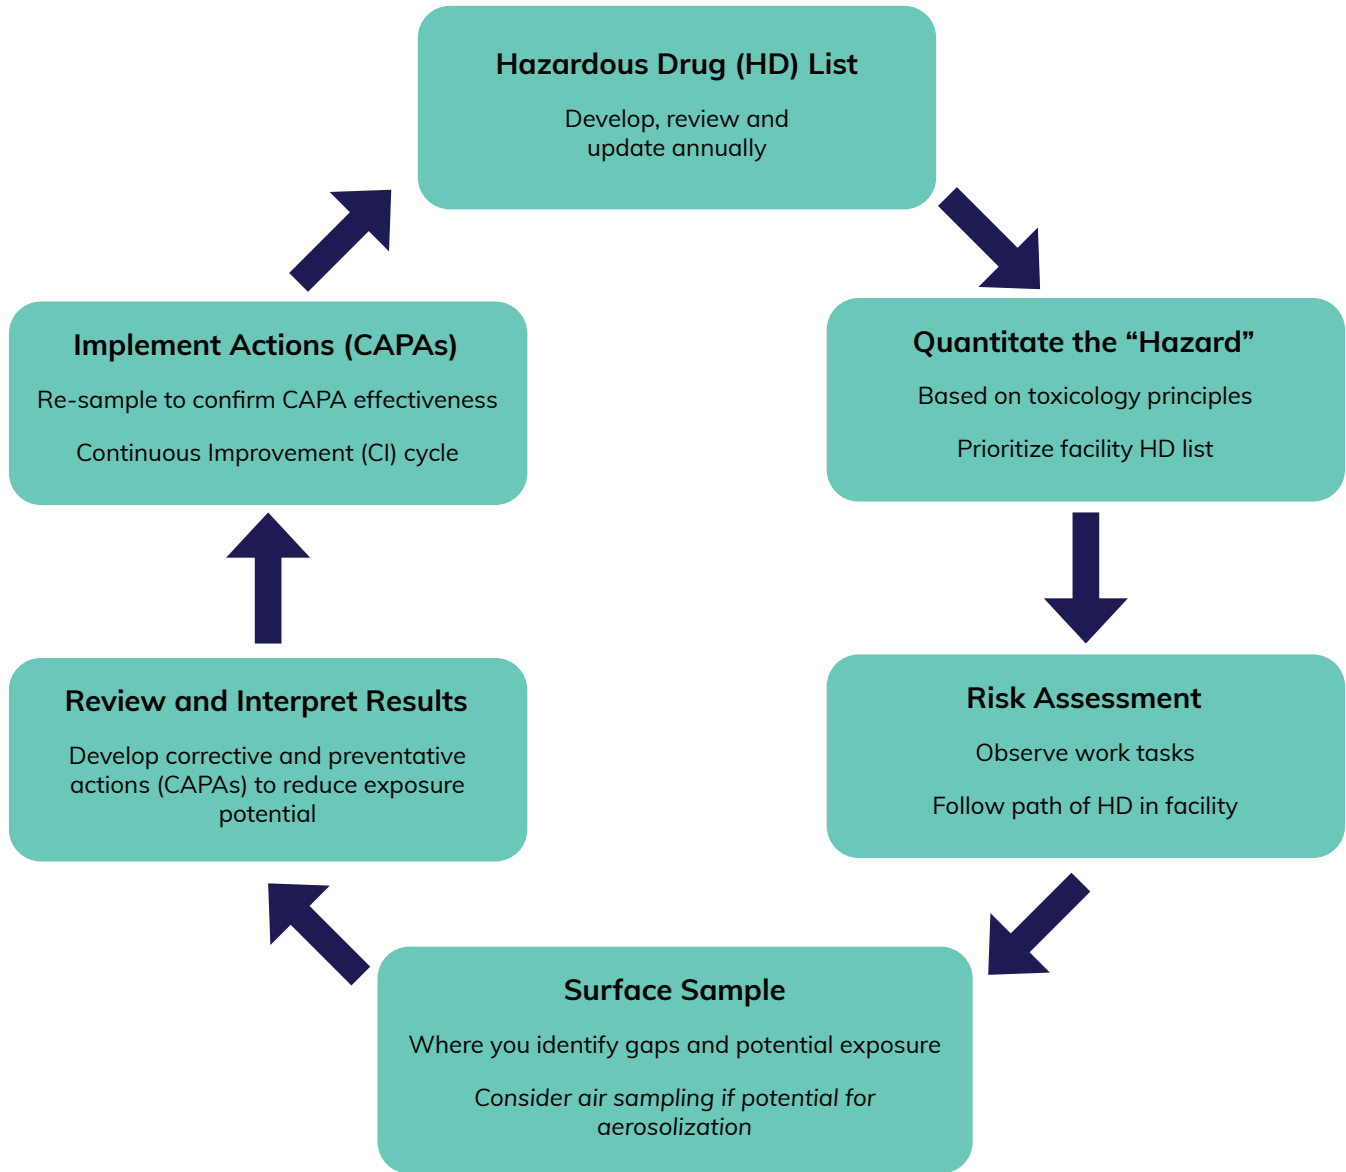 Hazardous Drug (HD) List
Develop, review and
update annually
Quantitate the “Hazard”
Based on toxicology principles
Prioritize facility HD list
Risk Assessment
Observe work tasks
Follow path of HD in facility
Surface Sample
Where you identify gaps and potential exposure
Consider air sampling if potential for
aerosolization
Review and Interpret Results
Develop corrective and preventative
actions (CAPAs) to reduce exposure
potential
Implement Actions (CAPAs)
Re-sample to confirm CAPA effectiveness
Continuous Improvement (CI) cycle